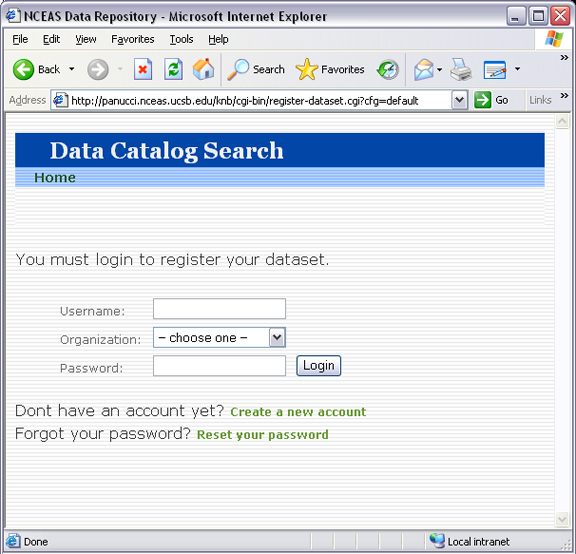 NCEAS Data Repository - Microsoft Internet Explorer
File Edit View Favorites Tools Help
Back Search Favorites »
Address http://panucci.nceas.ucsb.edu/knb/cgi-bin/register-dataset.cgi?cfg=default Go Links »
Data Catalog Search
Home
You must login to register your dataset.
Username:
Organization: – choose one –
Password: Login
Dont have an account yet? Create a new account
Forgot your password? Reset your password
Done Local intranet